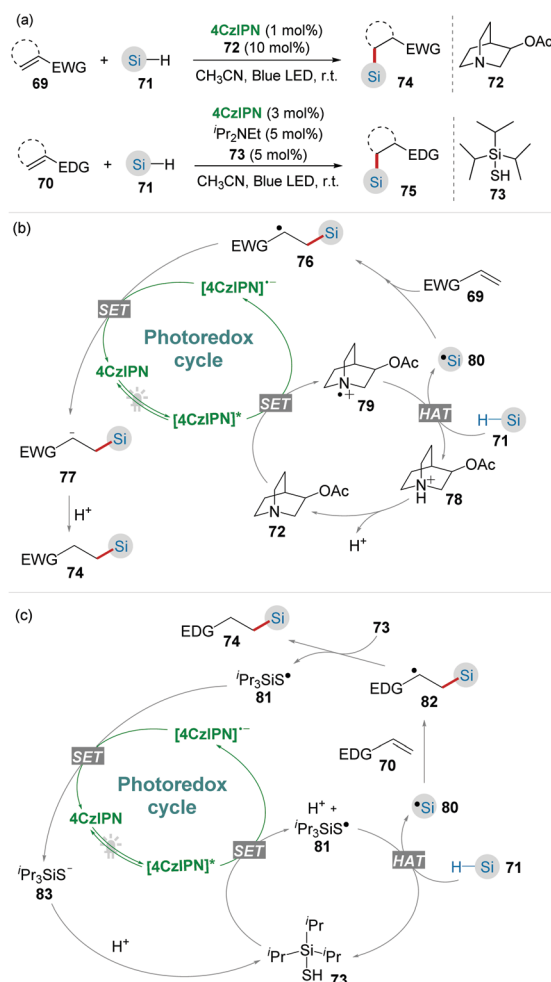 (a)
4CzIPN (1 mol%)
72 (10 mol%)
CH3CN, Blue LED, r.t.
EWG
69
+
Si—H
71
EWG
Si
74
OAc
N
72
4CzIPN (3 mol%)
iPr2NEt (5 mol%)
73 (5 mol%)
CH3CN, Blue LED, r.t.
EDG
70
+
Si—H
71
EDG
Si
75
Si
SH
73
(b)
EWG
Si
76
[4CzIPN]•−
SET
EWG
69
Photoredox
cycle
4CzIPN
[4CzIPN]*
SET
OAc
N
•+
79
•Si 80
HAT
H–Si
71
EWG
−
Si
77
OAc
N
72
OAc
N
H
+
78
H+
H+
EWG
Si
74
(c)
EDG
Si
74
73
iPr3SiS•
81
EDG
Si
82
[4CzIPN]•−
SET
EDG
70
Photoredox
cycle
4CzIPN
[4CzIPN]*
SET
H+ +
iPr3SiS•
81
•Si 80
HAT
H–Si 71
iPr3SiS−
83
H+
iPr
iPr
Si
iPr
SH
73